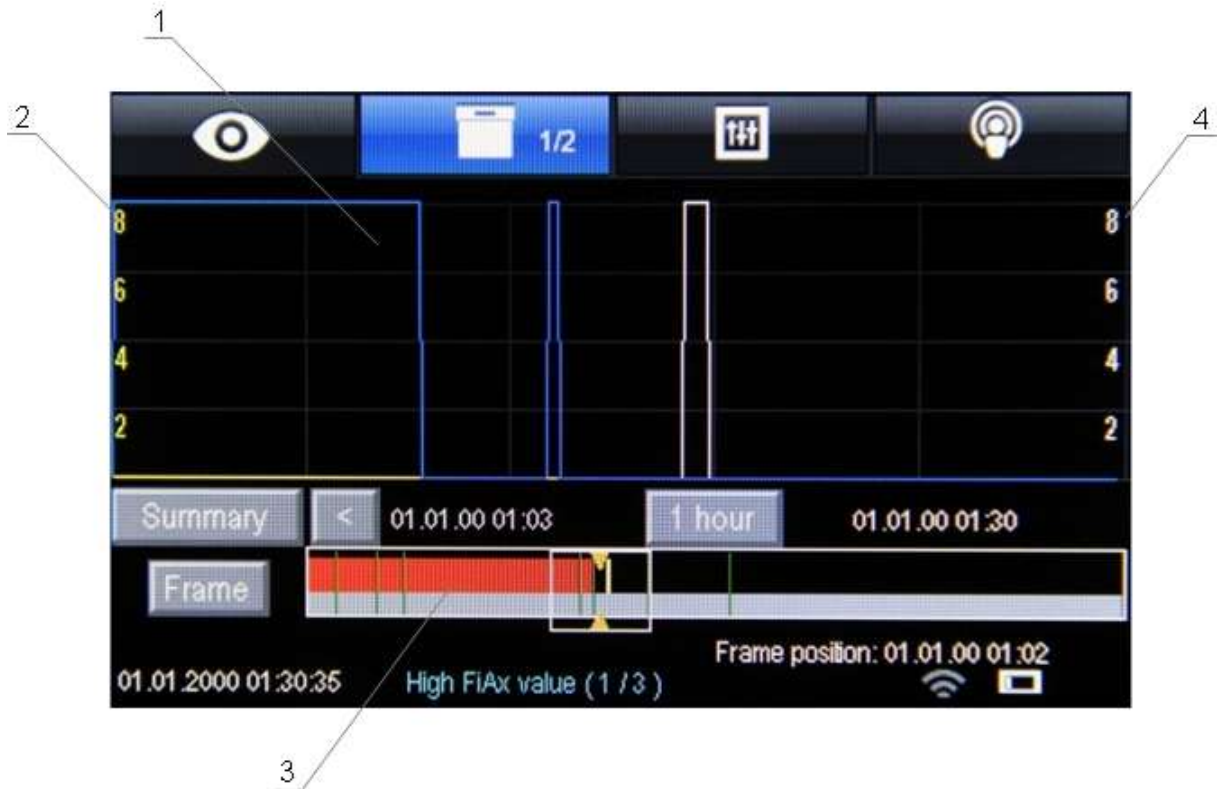 1
2
4
1/2
8 8
6 6
4 4
2 2
Summary < 01.01.00 01:03 1 hour 01.01.00 01:30
Frame
Frame position: 01.01.00 01:02
01.01.2000 01:30:35 High FiAx value ( 1 / 3 )
3